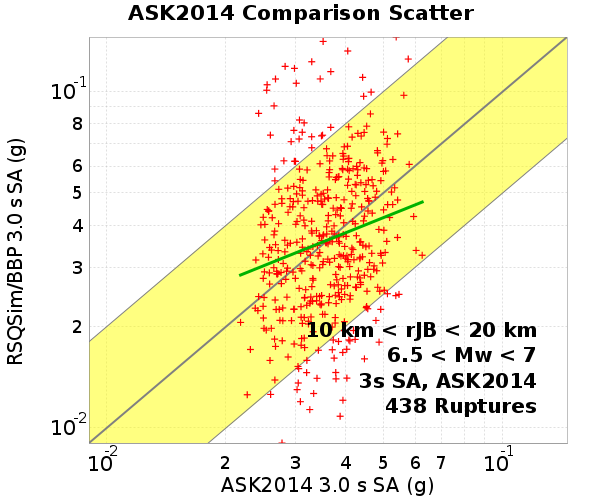 ASK2014 Comparison Scatter
RSQSim/BBP 3.0 s SA (g)
10⁻¹
8
6
5
4
3
2
10⁻²
10 km < rJB < 20 km
6.5 < Mw < 7
3s SA, ASK2014
438 Ruptures
10⁻² 2 3 4 5 6 7 10⁻¹
ASK2014 3.0 s SA (g)